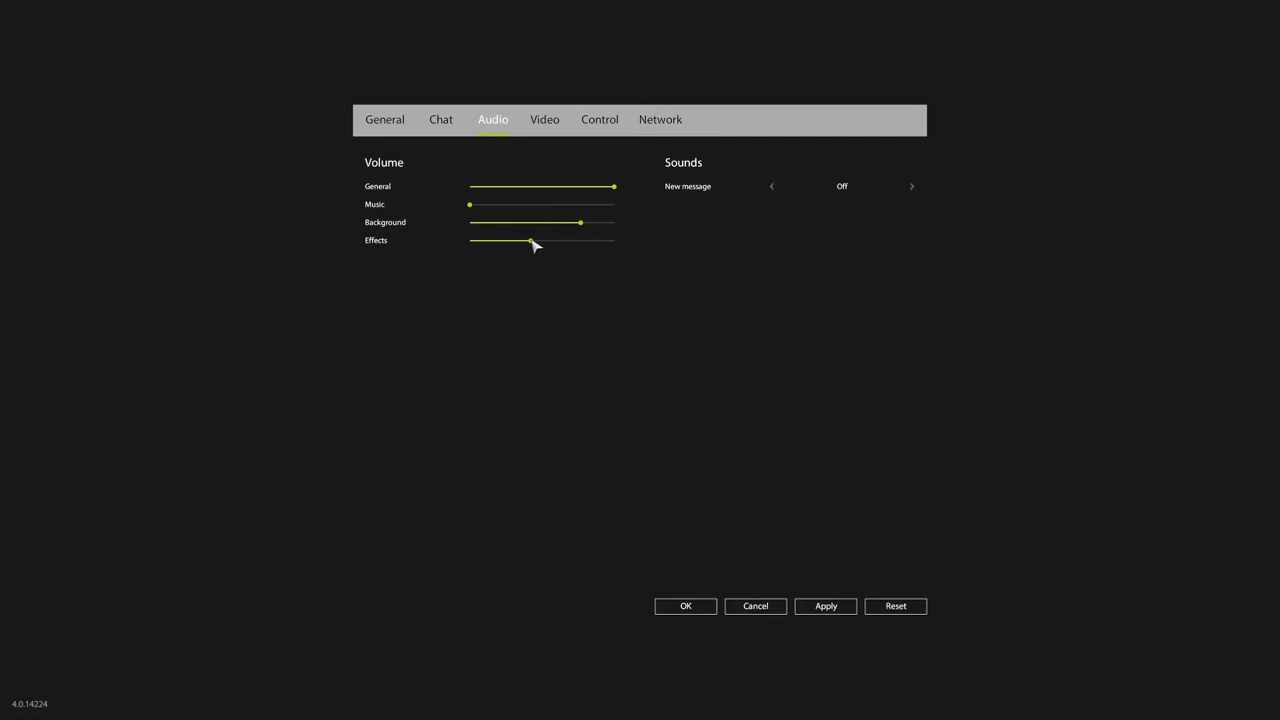 General Chat Audio Video Control Network
Volume
General
Music
Background
Effects
Sounds
New message Off
OK Cancel Apply Reset
4.0.14224